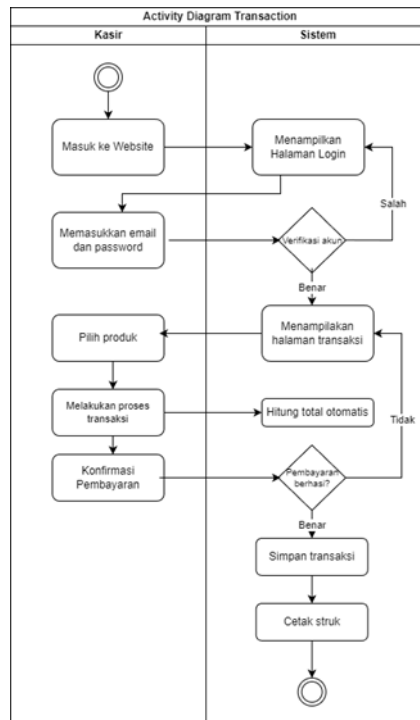 Activity Diagram Transaction
Kasir
Sistem
Masuk ke Website
Menampilkan
Halaman Login
Salah
Memasukkan email
dan password
Verifikasi akun
Benar
Pilih produk
Menampilakan
halaman transaksi
Tidak
Melakukan proses
transaksi
Hitung total otomatis
Konfirmasi
Pembayaran
Pembayaran
berhasi?
Benar
Simpan transaksi
Cetak struk